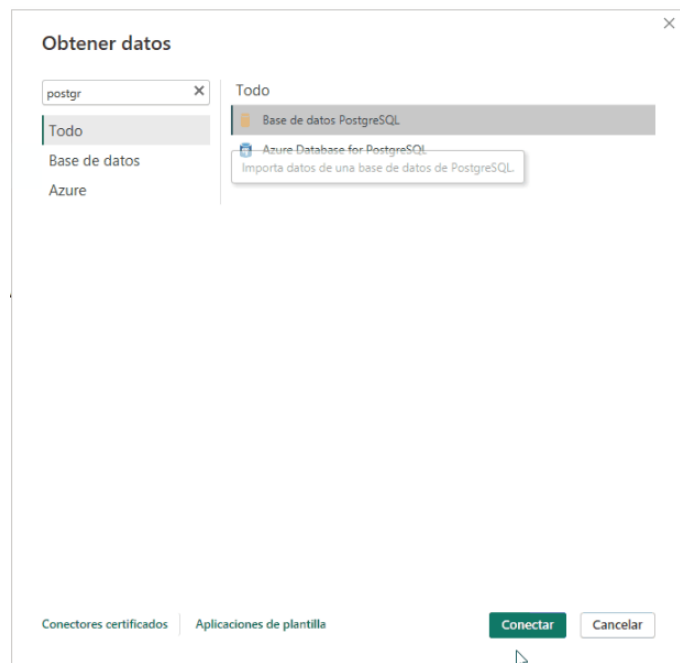 Obtener datos
postgr
Todo
Base de datos
Azure
Todo
Base de datos PostgreSQL
Azure Database for PostgreSQL
Importa datos de una base de datos de PostgreSQL.
Conectores certificados
Aplicaciones de plantilla
Conectar
Cancelar